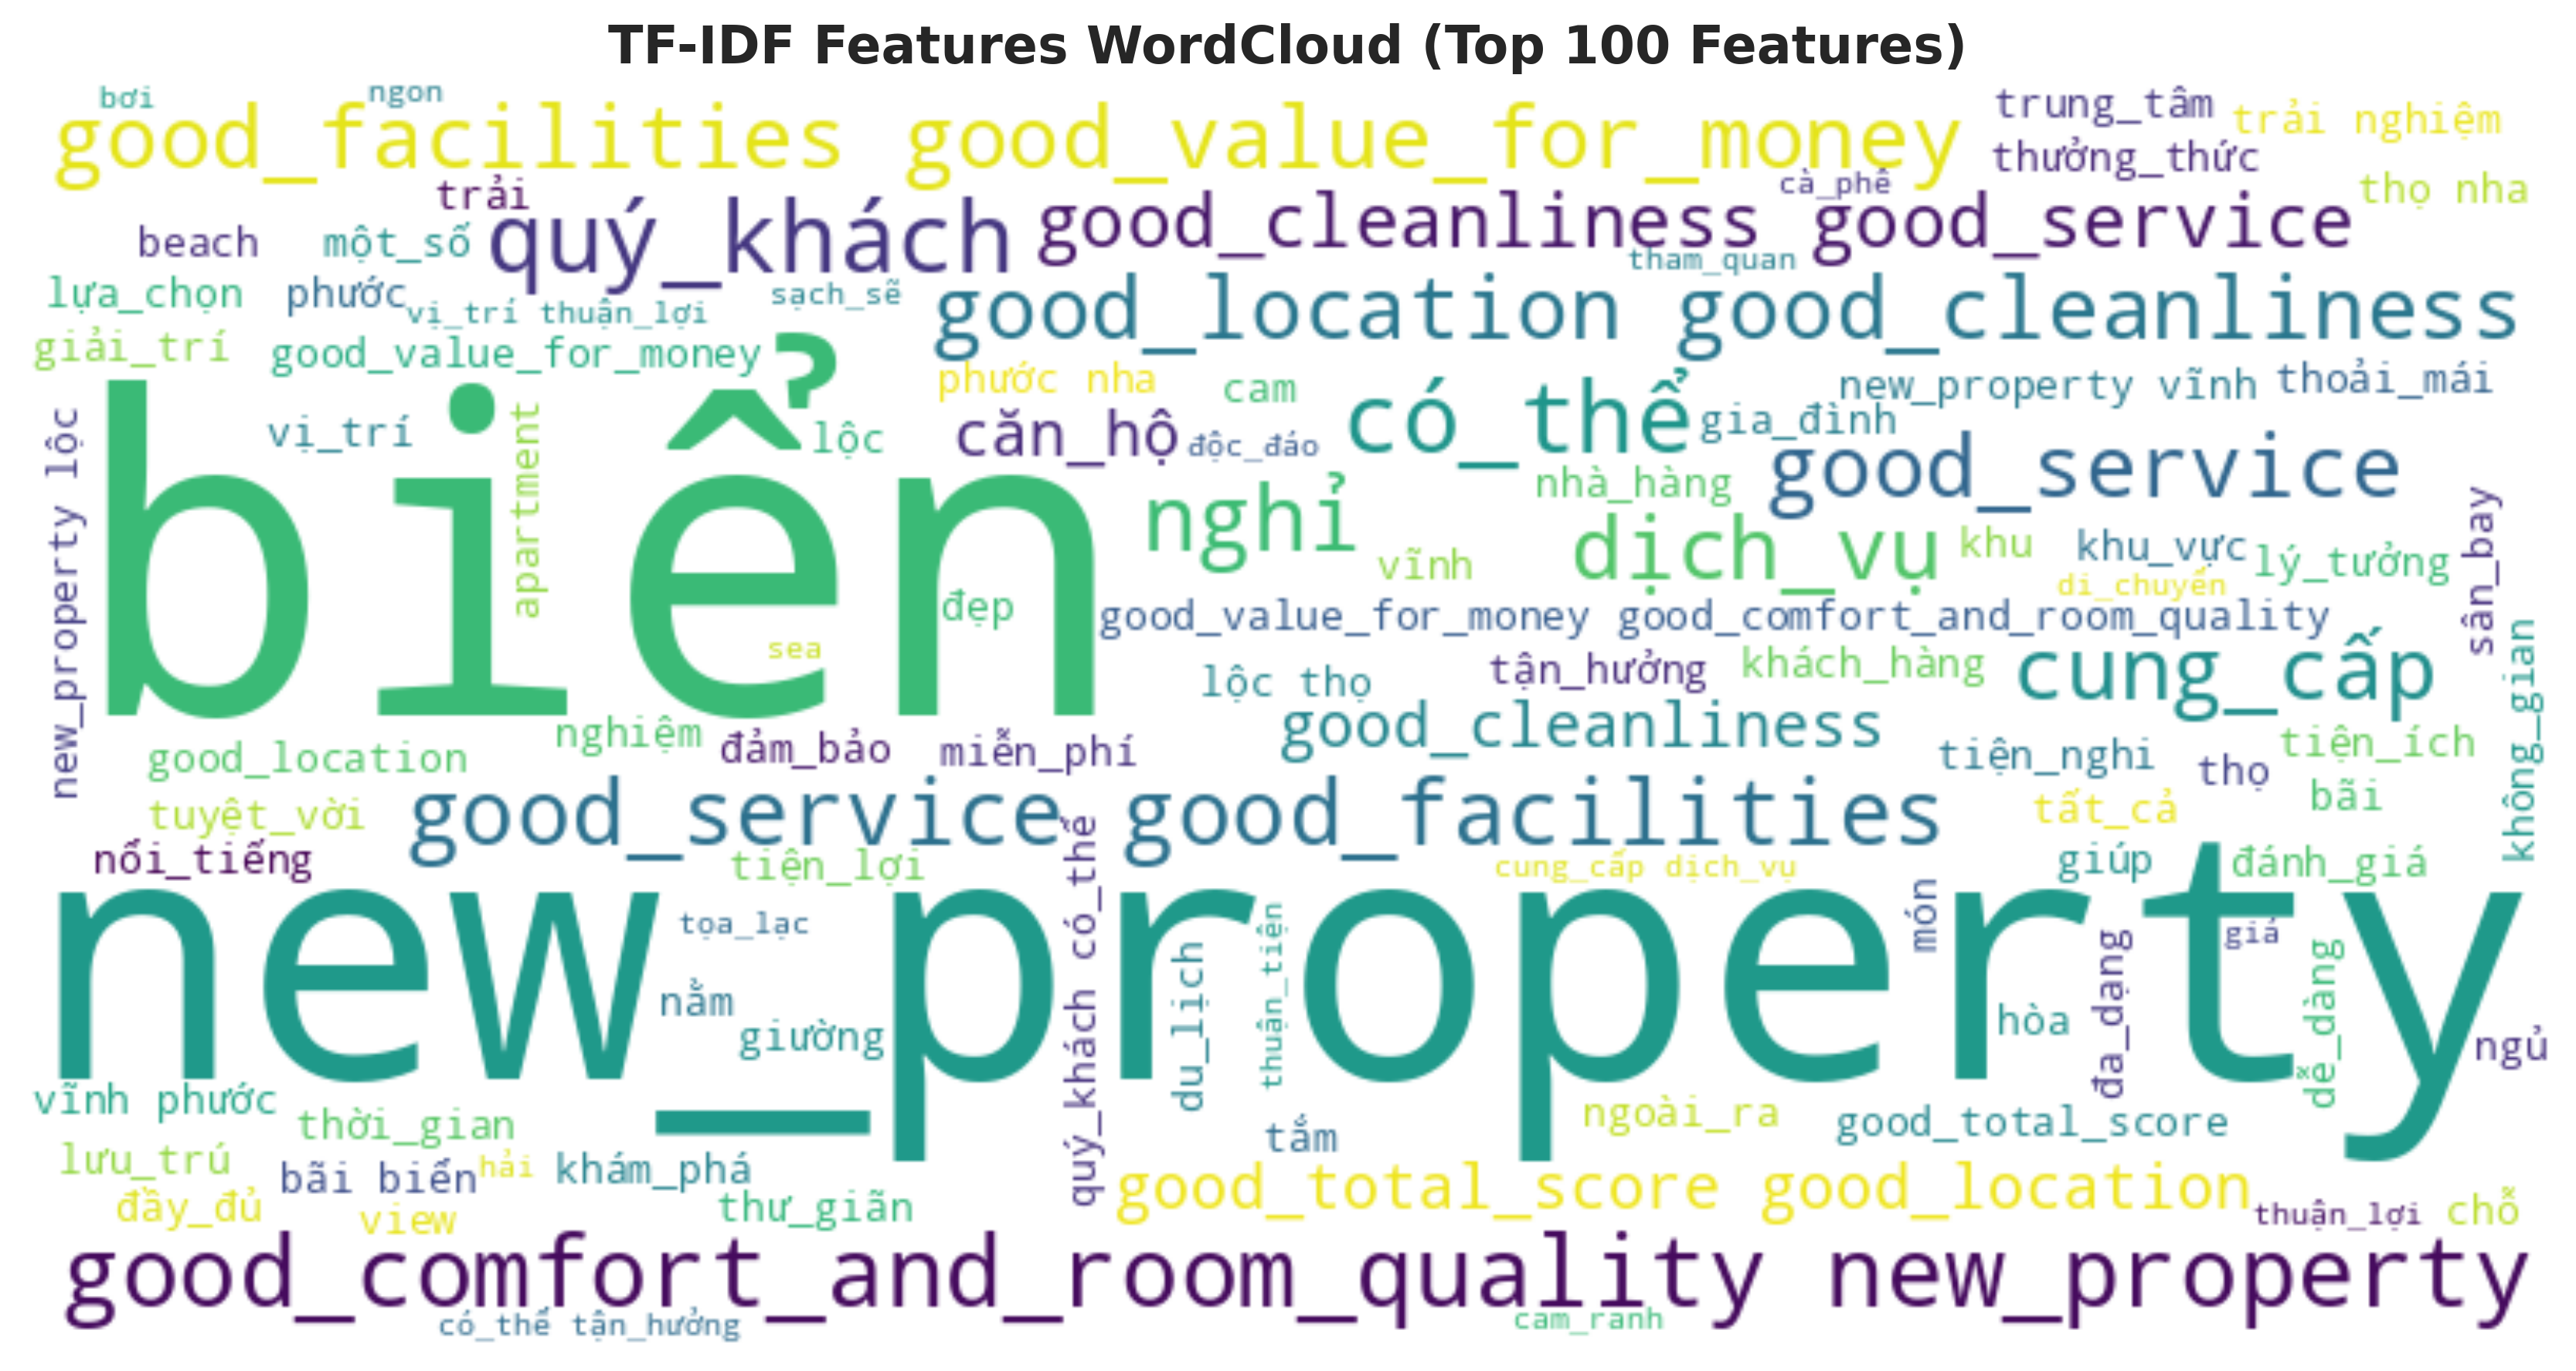 TF-IDF Features WordCloud (Top 100 Features)
bơi
ngon
good_facilities good_value_for_money
trung_tâm
trải nghiệm
thưởng_thức
trải
cà_phê
thọ nha
beach
một_số
quý_khách
good_cleanliness good_service
tham_quan
lựa_chọn
phước
vị_trí thuận_lợi
sạch_sẽ
good_location good_cleanliness
giải_trí
good_value_for_money
phước nha
cam
new_property vĩnh
thoải_mái
new_property lộc
vị_trí
apartment
lộc
biển
căn_hộ
độc_đáo
có_thể
gia_đình
good_service
nghỉ
nhà_hàng
vĩnh
dịch_vụ
khu
khu_vực
lý_tưởng
sân_bay
di_chuyển
đẹp
good_value_for_money good_comfort_and_room_quality
sea
lộc thọ
tận_hưởng
khách_hàng
cung_cấp
không_gian
nghiệm
đảm_bảo
miễn_phí
good_cleanliness
good_location
tiện_nghi
thọ
tiện_ích
tuyệt_vời
good_service good_facilities
tất_cả
bãi
nổi_tiếng
tiện_lợi
quý_khách có_thể
cung_cấp dịch_vụ
giúp
đánh_giá
new_property
tọa_lạc
nằm
giường
du_lịch
thuận_tiện
món
hòa
đa_dạng
giá
dễ_dàng
ngủ
vĩnh phước
thời_gian
tắm
ngoài_ra
good_total_score
lưu_trú
bãi biển
hải
khám_phá
good_total_score good_location
đầy_đủ
view
thư_giãn
thuận_lợi
chỗ
good_comfort_and_room_quality new_property
có_thể tận_hưởng
cam_ranh